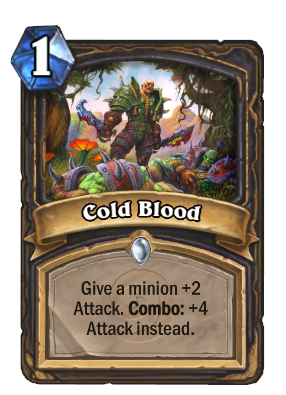 1
Cold Blood
Give a minion +2
Attack. Combo: +4
Attack instead.